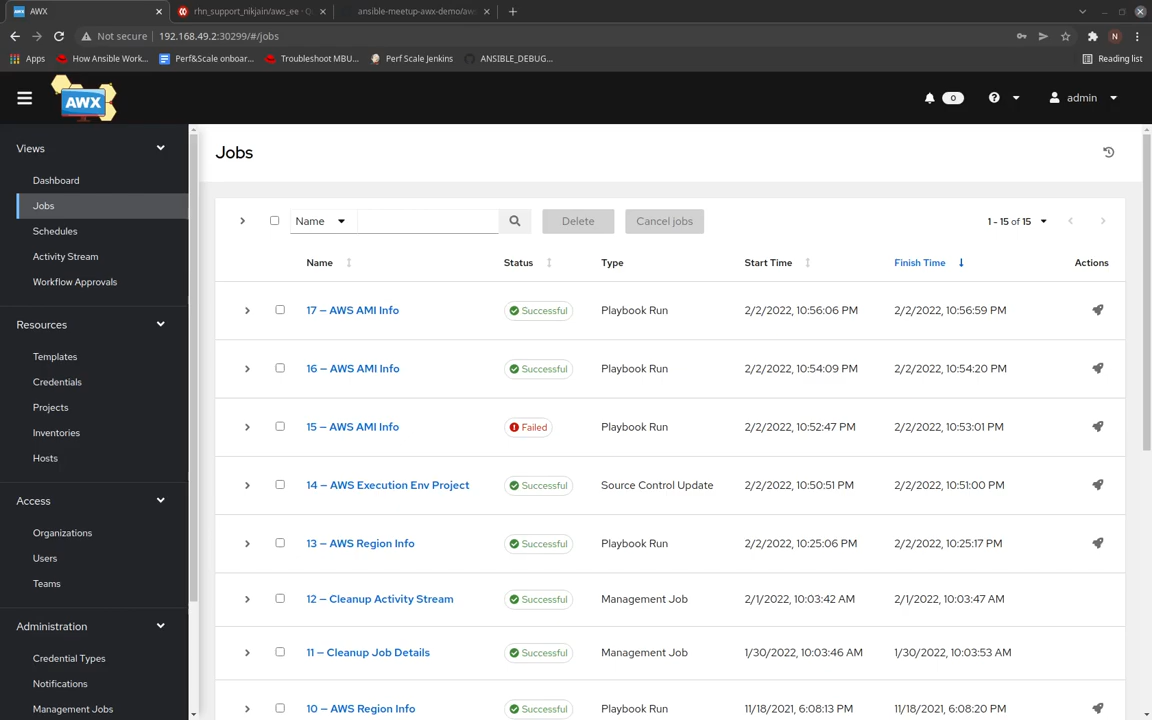 AWX
rhn_support_nikjain/aws_ee · Q
ansible-meetup-awx-demo/aw
Not secure 192.168.49.2:30299/#/jobs
N
Apps How Ansible Work... Perf&Scale onboar... Troubleshoot MBU... Perf Scale Jenkins ANSIBLE_DEBUG... Reading list
AWX
0
admin
Views
Dashboard
Jobs
Schedules
Activity Stream
Workflow Approvals
Resources
Templates
Credentials
Projects
Inventories
Hosts
Access
Organizations
Users
Teams
Administration
Credential Types
Notifications
Management Jobs
Jobs
Name Delete Cancel jobs 1 - 15 of 15
Name Status Type Start Time Finish Time Actions
17 – AWS AMI Info Successful Playbook Run 2/2/2022, 10:56:06 PM 2/2/2022, 10:56:59 PM
16 – AWS AMI Info Successful Playbook Run 2/2/2022, 10:54:09 PM 2/2/2022, 10:54:20 PM
15 – AWS AMI Info Failed Playbook Run 2/2/2022, 10:52:47 PM 2/2/2022, 10:53:01 PM
14 – AWS Execution Env Project Successful Source Control Update 2/2/2022, 10:50:51 PM 2/2/2022, 10:51:00 PM
13 – AWS Region Info Successful Playbook Run 2/2/2022, 10:25:06 PM 2/2/2022, 10:25:17 PM
12 – Cleanup Activity Stream Successful Management Job 2/1/2022, 10:03:42 AM 2/1/2022, 10:03:47 AM
11 – Cleanup Job Details Successful Management Job 1/30/2022, 10:03:46 AM 1/30/2022, 10:03:53 AM
10 – AWS Region Info Successful Playbook Run 11/18/2021, 6:08:13 PM 11/18/2021, 6:08:20 PM